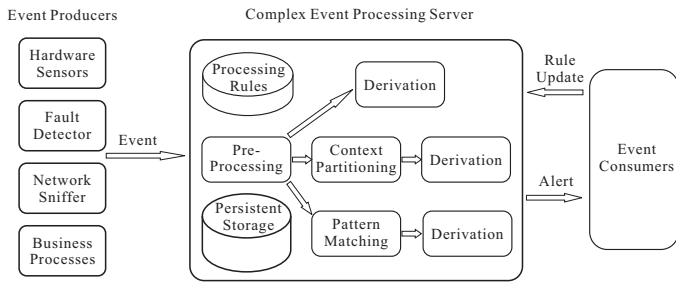 Event Producers
Complex Event Processing Server
Hardware
Sensors
Fault
Detector
Network
Sniffer
Business
Processes
Event
Processing
Rules
Derivation
Pre-
Processing
Context
Partitioning
Derivation
Persistent
Storage
Pattern
Matching
Derivation
Rule
Update
Alert
Event
Consumers